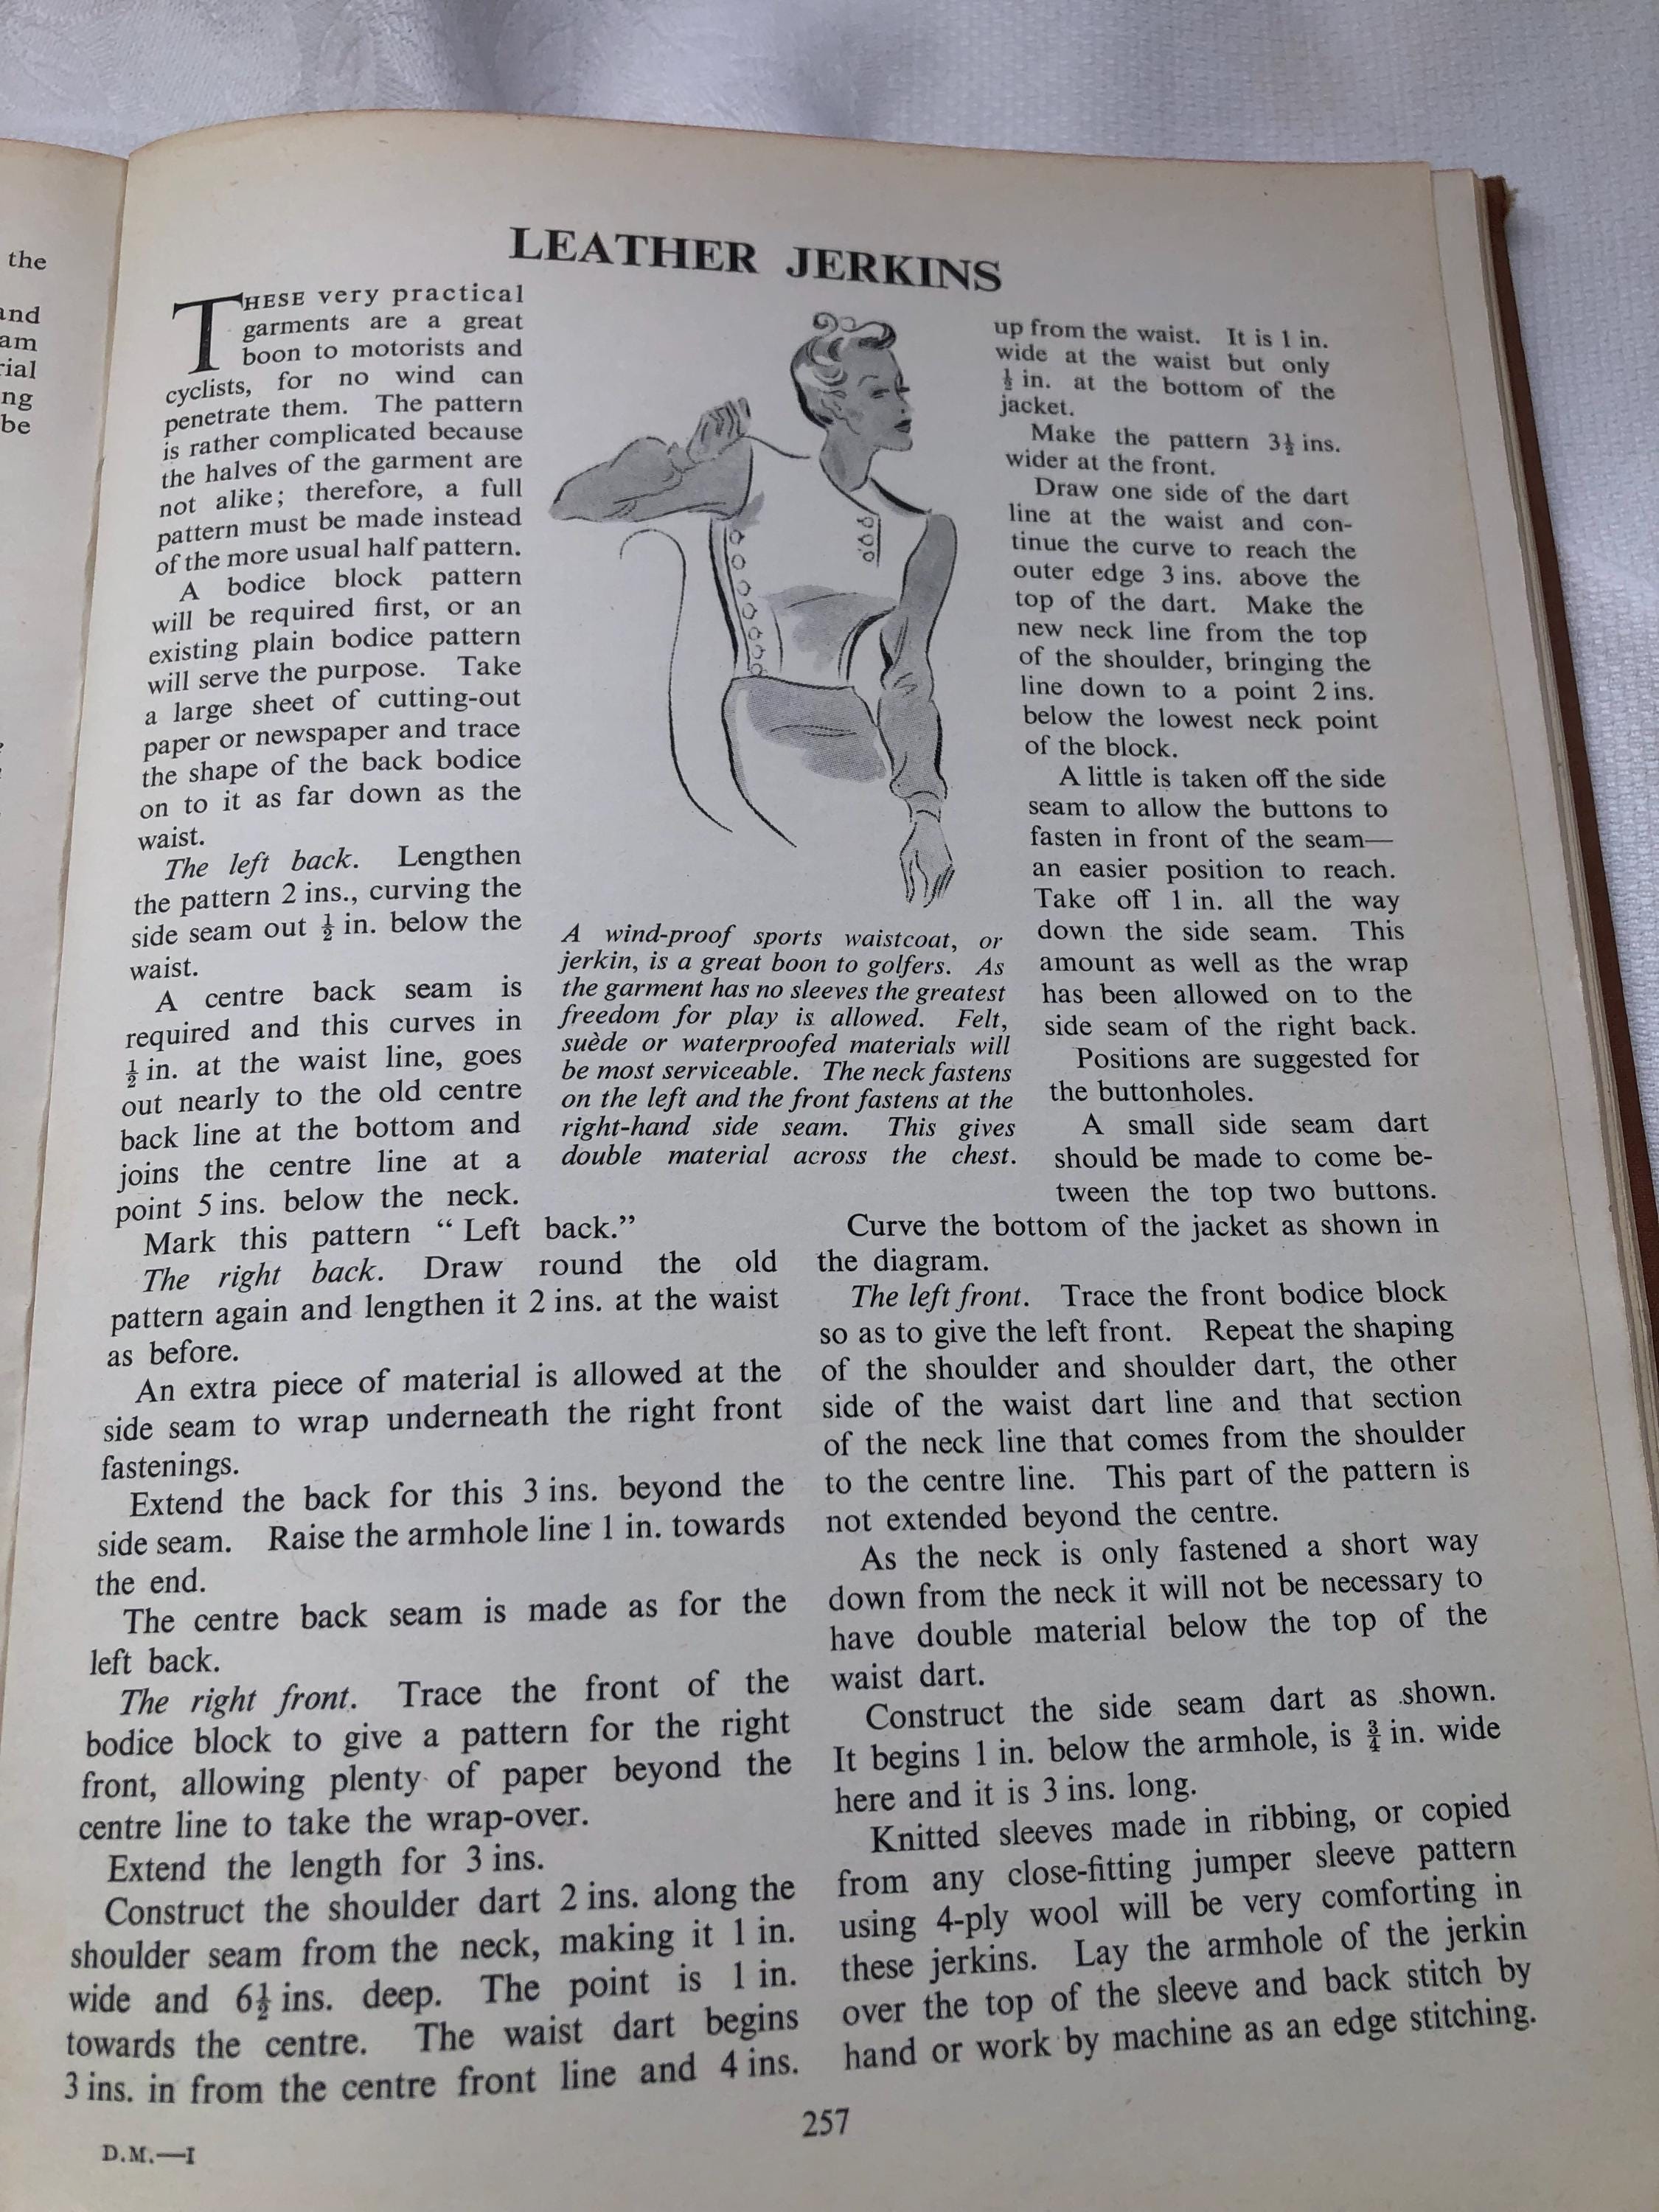 the
and
am
rial
ng
be
LEATHER JERKINS
THESE very practical
garments are a great
boon to motorists and
cyclists, for no wind can
penetrate them. The pattern
is rather complicated because
the halves of the garment are
not alike; therefore, a full
pattern must be made instead
of the more usual half pattern.
A bodice block pattern
will be required first, or an
existing plain bodice pattern
will serve the purpose. Take
a large sheet of cutting-out
paper or newspaper and trace
the shape of the back bodice
on to it as far down as the
waist.
The left back. Lengthen
the pattern 2 ins., curving the
side seam out ½ in. below the
waist.
A centre back seam is
required and this curves in
½ in. at the waist line, goes
out nearly to the old centre
back line at the bottom and
joins the centre line at a
point 5 ins. below the neck.
Mark this pattern “Left back.”
The right back. Draw round the old
pattern again and lengthen it 2 ins. at the waist
as before.
An extra piece of material is allowed at the
side seam to wrap underneath the right front
fastenings.
Extend the back for this 3 ins. beyond the
side seam. Raise the armhole line 1 in. towards
the end.
The centre back seam is made as for the
left back.
The right front. Trace the front of the
bodice block to give a pattern for the right
front, allowing plenty of paper beyond the
centre line to take the wrap-over.
Extend the length for 3 ins.
Construct the shoulder dart 2 ins. along the
shoulder seam from the neck, making it 1 in.
wide and 6½ ins. deep. The point is 1 in.
towards the centre. The waist dart begins
3 ins. in from the centre front line and 4 ins.
A wind-proof sports waistcoat, or
jerkin, is a great boon to golfers. As
the garment has no sleeves the greatest
freedom for play is allowed. Felt,
suède or waterproofed materials will
be most serviceable. The neck fastens
on the left and the front fastens at the
right-hand side seam. This gives
double material across the chest.
up from the waist. It is 1 in.
wide at the waist but only
½ in. at the bottom of the
jacket.
Make the pattern 3½ ins.
wider at the front.
Draw one side of the dart
line at the waist and con-
tinue the curve to reach the
outer edge 3 ins. above the
top of the dart. Make the
new neck line from the top
of the shoulder, bringing the
line down to a point 2 ins.
below the lowest neck point
of the block.
A little is taken off the side
seam to allow the buttons to
fasten in front of the seam—
an easier position to reach.
Take off 1 in. all the way
down the side seam. This
amount as well as the wrap
has been allowed on to the
side seam of the right back.
Positions are suggested for
the buttonholes.
A small side seam dart
should be made to come be-
tween the top two buttons.
Curve the bottom of the jacket as shown in
the diagram.
The left front. Trace the front bodice block
so as to give the left front. Repeat the shaping
of the shoulder and shoulder dart, the other
side of the waist dart line and that section
of the neck line that comes from the shoulder
to the centre line. This part of the pattern is
not extended beyond the centre.
As the neck is only fastened a short way
down from the neck it will not be necessary to
have double material below the top of the
waist dart.
Construct the side seam dart as shown.
It begins 1 in. below the armhole, is ¾ in. wide
here and it is 3 ins. long.
Knitted sleeves made in ribbing, or copied
from any close-fitting jumper sleeve pattern
using 4-ply wool will be very comforting in
these jerkins. Lay the armhole of the jerkin
over the top of the sleeve and back stitch by
hand or work by machine as an edge stitching.
257
D.M.—I